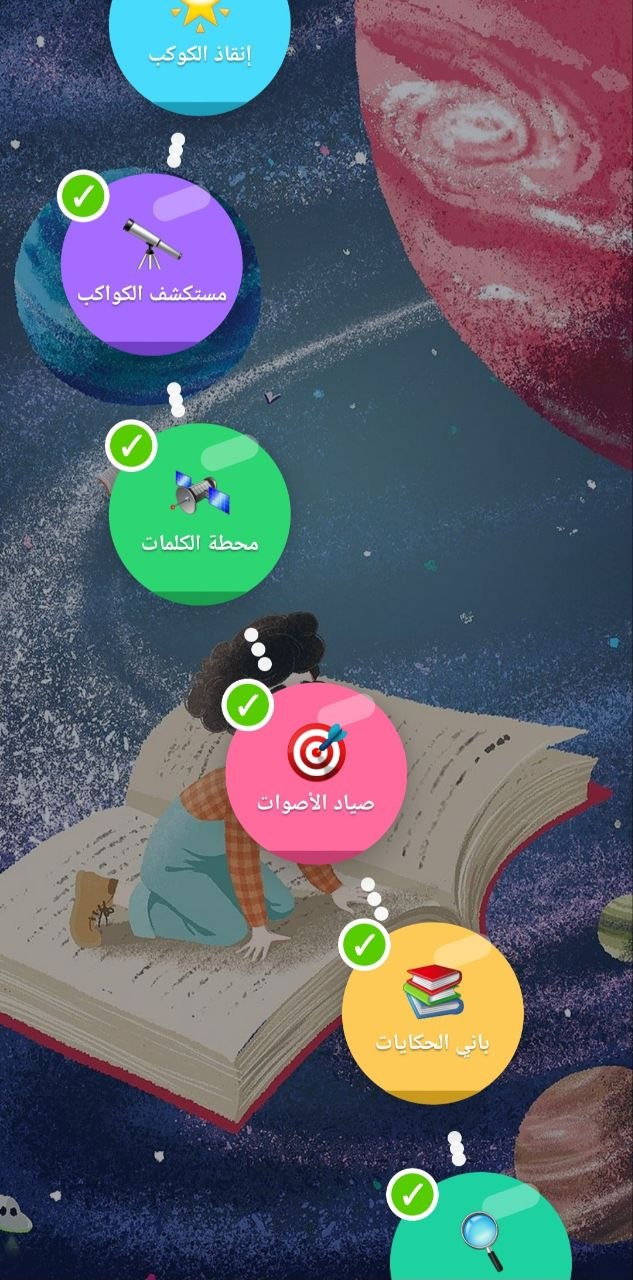 إنقاذ الكوكب
مستكشف الكواكب
محطة الكلمات
صياد الأصوات
باني الحكايات